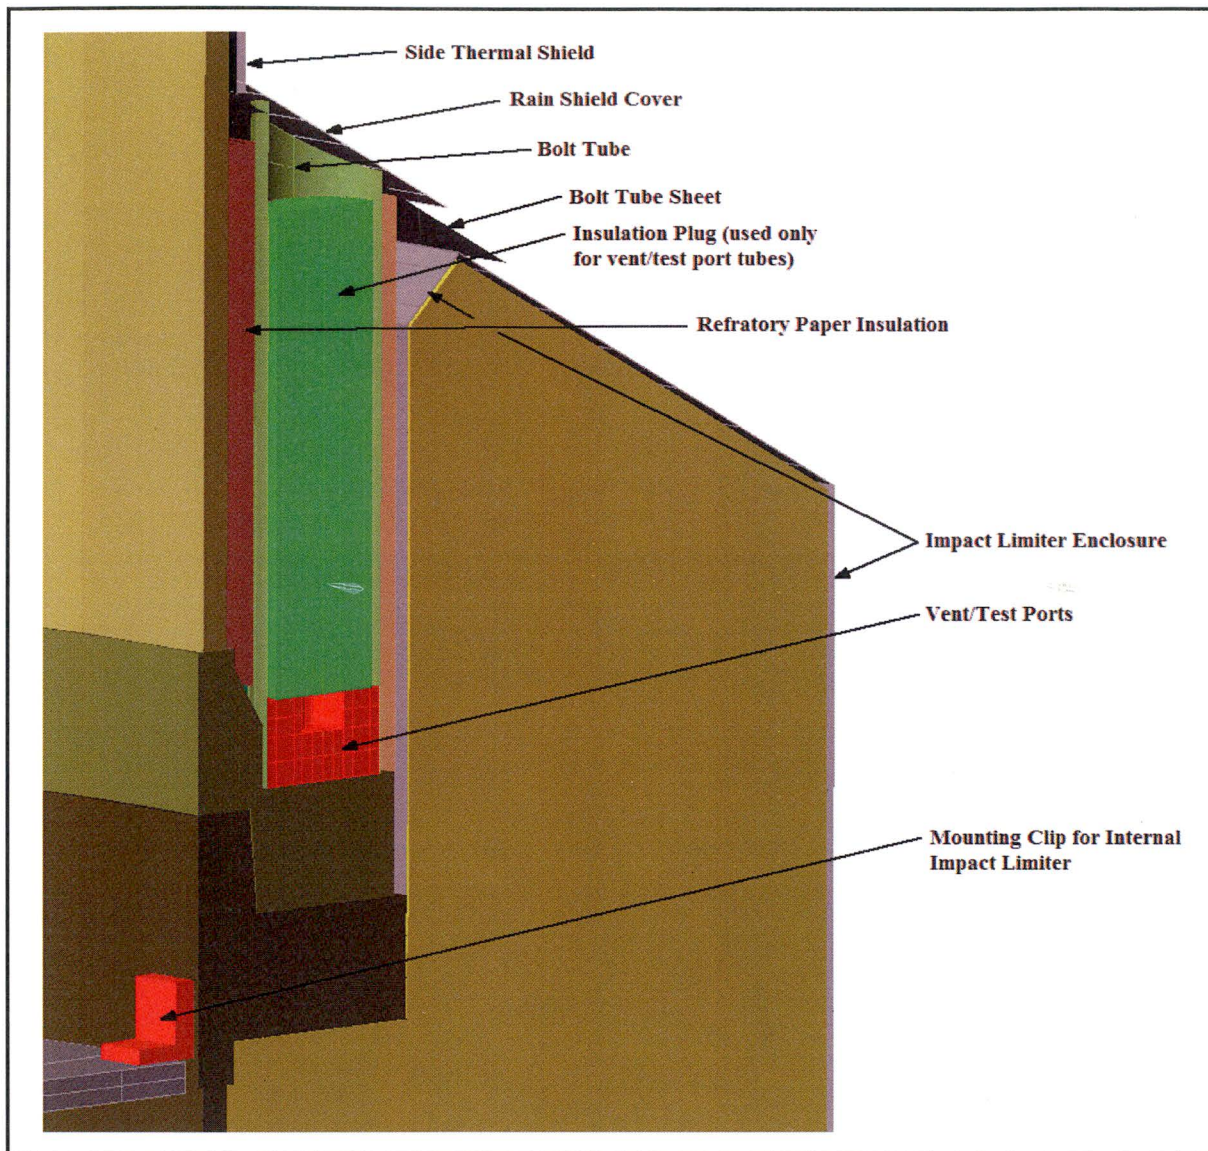 Side Thermal Shield
Rain Shield Cover
Bolt Tube
Bolt Tube Sheet
Insulation Plug (used only
for vent/test port tubes)
Refratory Paper Insulation
Impact Limiter Enclosure
Vent/Test Ports
Mounting Clip for Internal
Impact Limiter